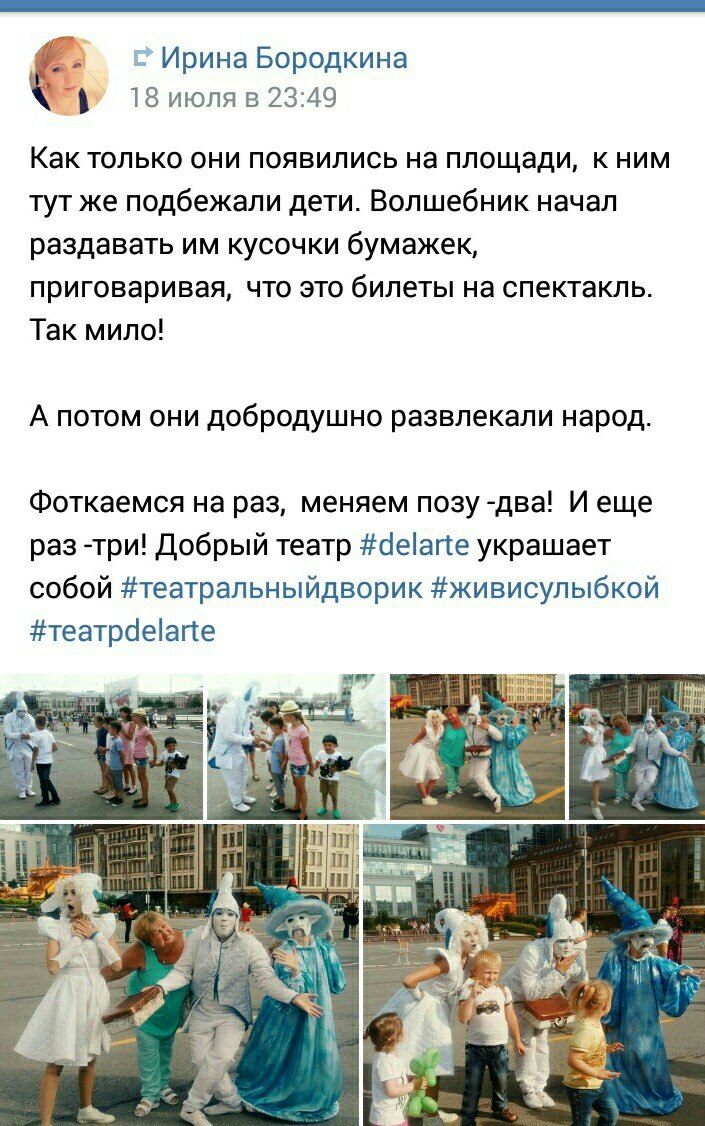 Ирина Бородкина
18 июля в 23:49
Как только они появились на площади, к ним
тут же подбежали дети. Волшебник начал
раздавать им кусочки бумажек,
приговаривая, что это билеты на спектакль.
Так мило!
А потом они добродушно развлекали народ.
Фоткаемся на раз, меняем позу -два! И еще
раз -три! Добрый театр #delarte украшает
собой #театральныйдворик #живисулыбкой
#театрdelarte